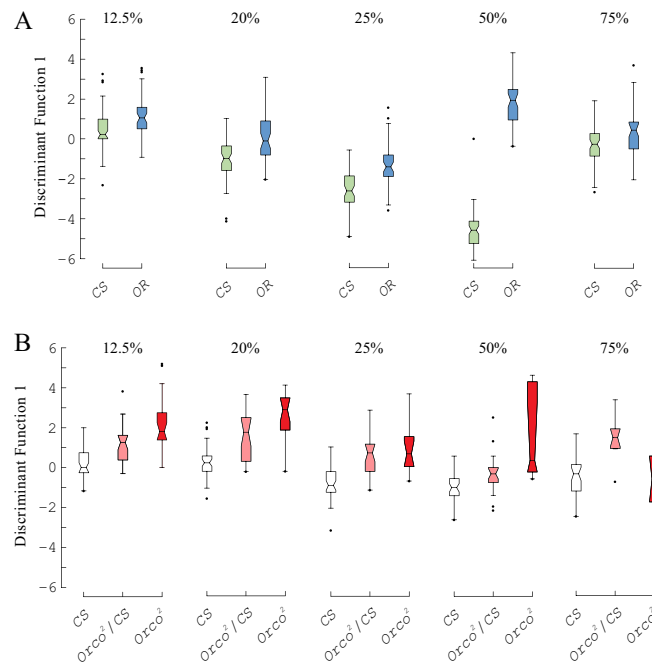 A
12.5% 20% 25% 50% 75%
Discriminant Function 1
6
4
2
0
-2
-4
-6
CS OR CS OR CS OR CS OR CS OR
B
12.5% 20% 25% 50% 75%
Discriminant Function 1
6
4
2
0
-2
-4
6
CS Orco²/CS Orco² CS Orco²/CS Orco² CS Orco²/CS Orco² CS Orco²/CS Orco² CS Orco²/CS Orco²